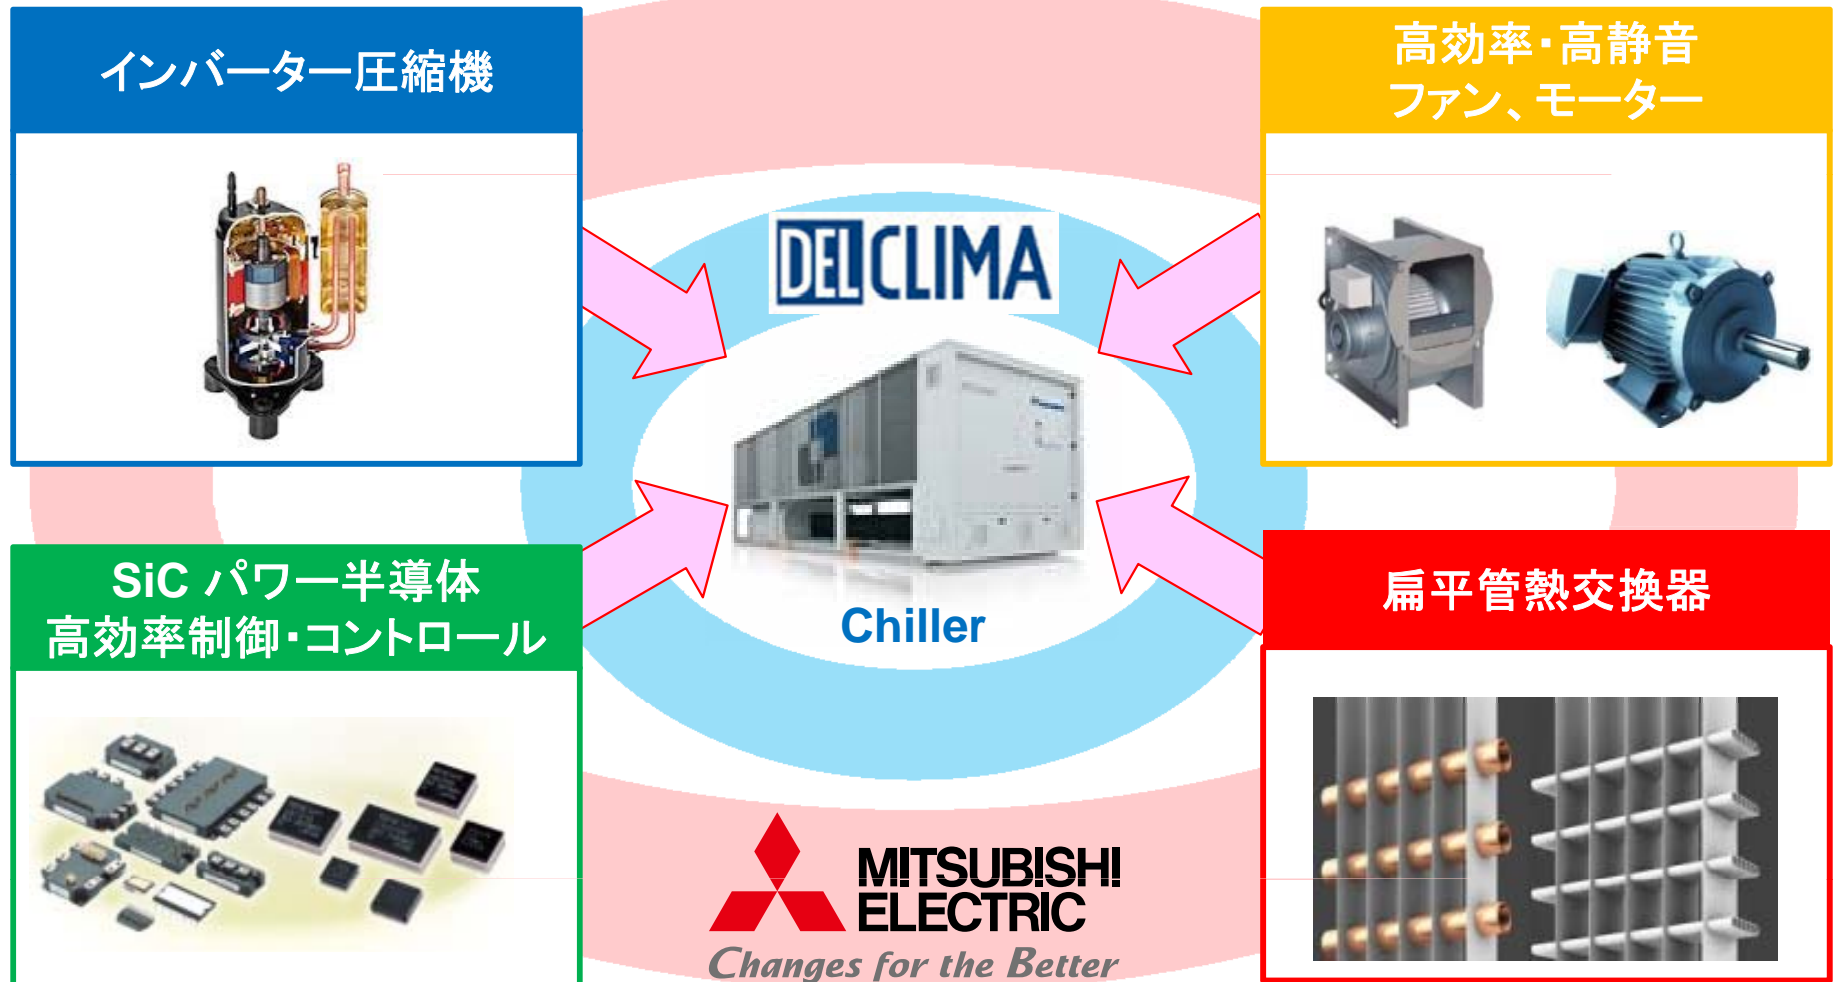 インバーター圧縮機
高効率・高静音
ファン、モーター
DELCLIMA
Chiller
SiC パワー半導体
高効率制御・コントロール
扁平管熱交換器
MITSUBISHI
ELECTRIC
Changes for the Better